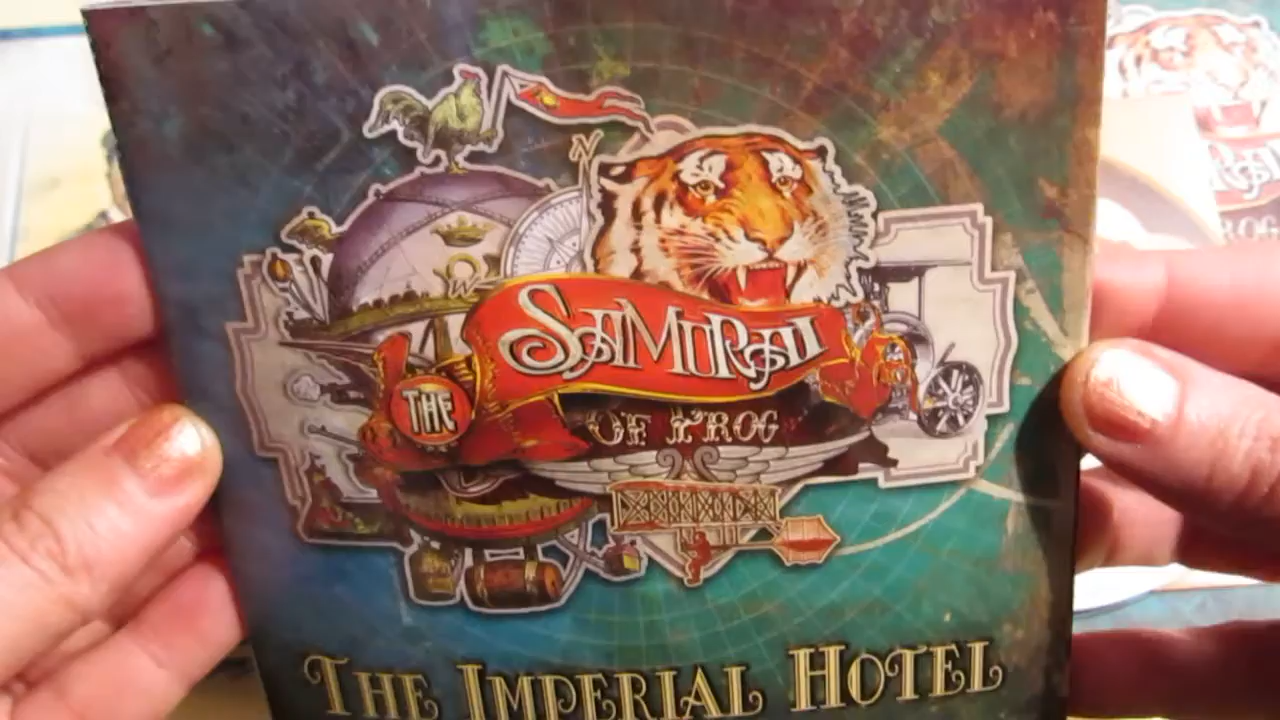 N
W
SAMURAI
THE
OF PROG
THE IMPERIAL HOTEL